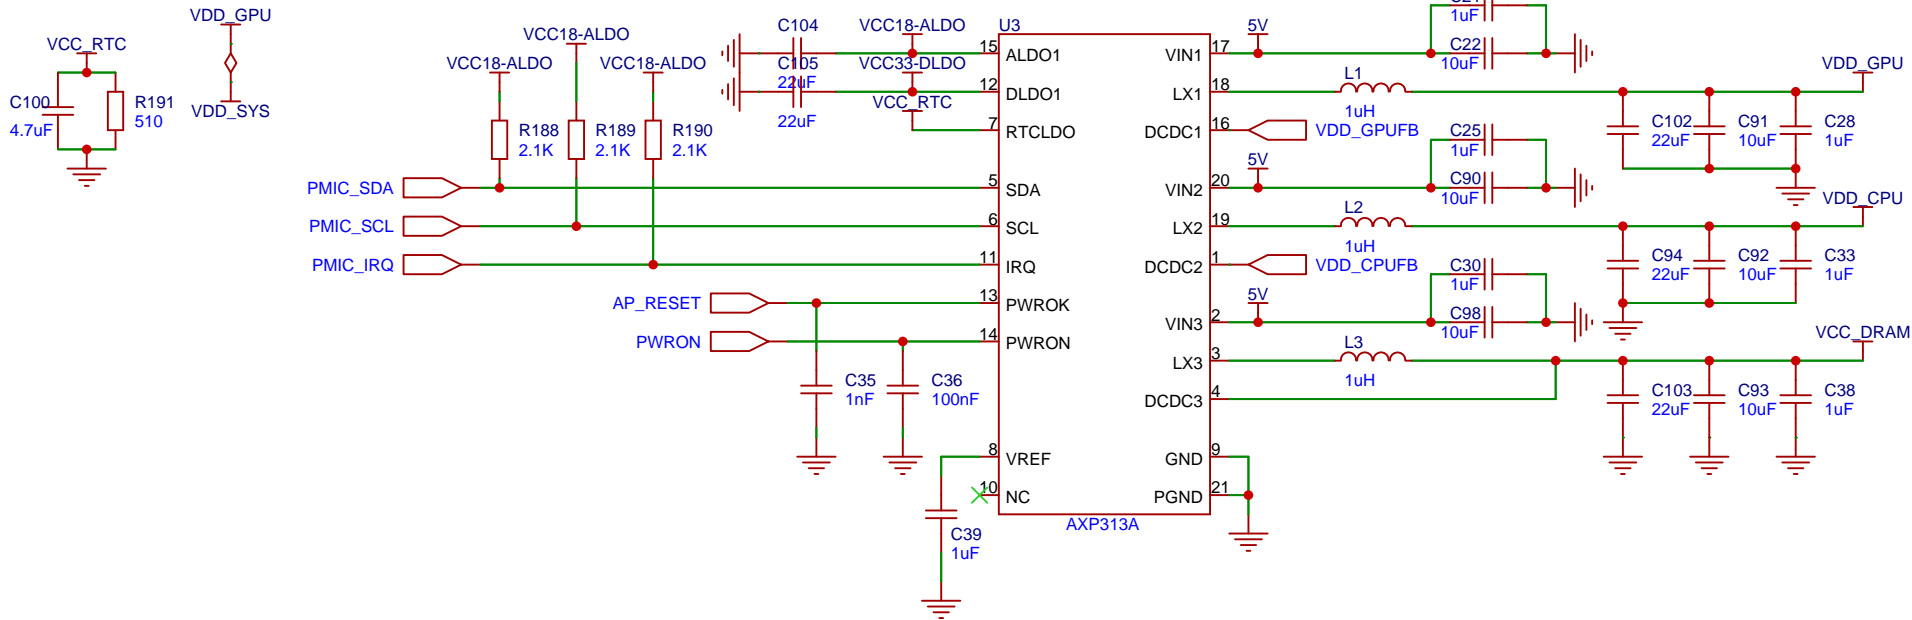 VDD_GPU
VDD_SYS
VCC_RTC
C100
4.7uF
R191
510
VCC18-ALDO
VCC18-ALDO
VCC18-ALDO
R188
2.1K
R189
2.1K
R190
2.1K
PMIC_SDA
PMIC_SCL
PMIC_IRQ
AP_RESET
PWRON
C104
22uF
C105
22uF
VCC18-ALDO
VCC33-DLDO
VCC_RTC
C35
1nF
C36
100nF
C39
1uF
U3
15 ALDO1
12 DLDO1
7 RTCLDO
5 SDA
6 SCL
11 IRQ
13 PWROK
14 PWRON
8 VREF
10 NC
VIN1 17
LX1 18
DCDC1 16
VIN2 20
LX2 19
DCDC2 1
VIN3 2
LX3 3
DCDC3 4
GND 9
PGND 21
AXP313A
5V
1uF
C22
10uF
L1
1uH
VDD_GPUFB
VDD_GPU
C102
22uF
C91
10uF
C28
1uF
5V
C25
1uF
C90
10uF
L2
1uH
VDD_CPUFB
VDD_CPU
C94
22uF
C92
10uF
C33
1uF
5V
C30
1uF
C98
10uF
L3
1uH
VCC_DRAM
C103
22uF
C93
10uF
C38
1uF